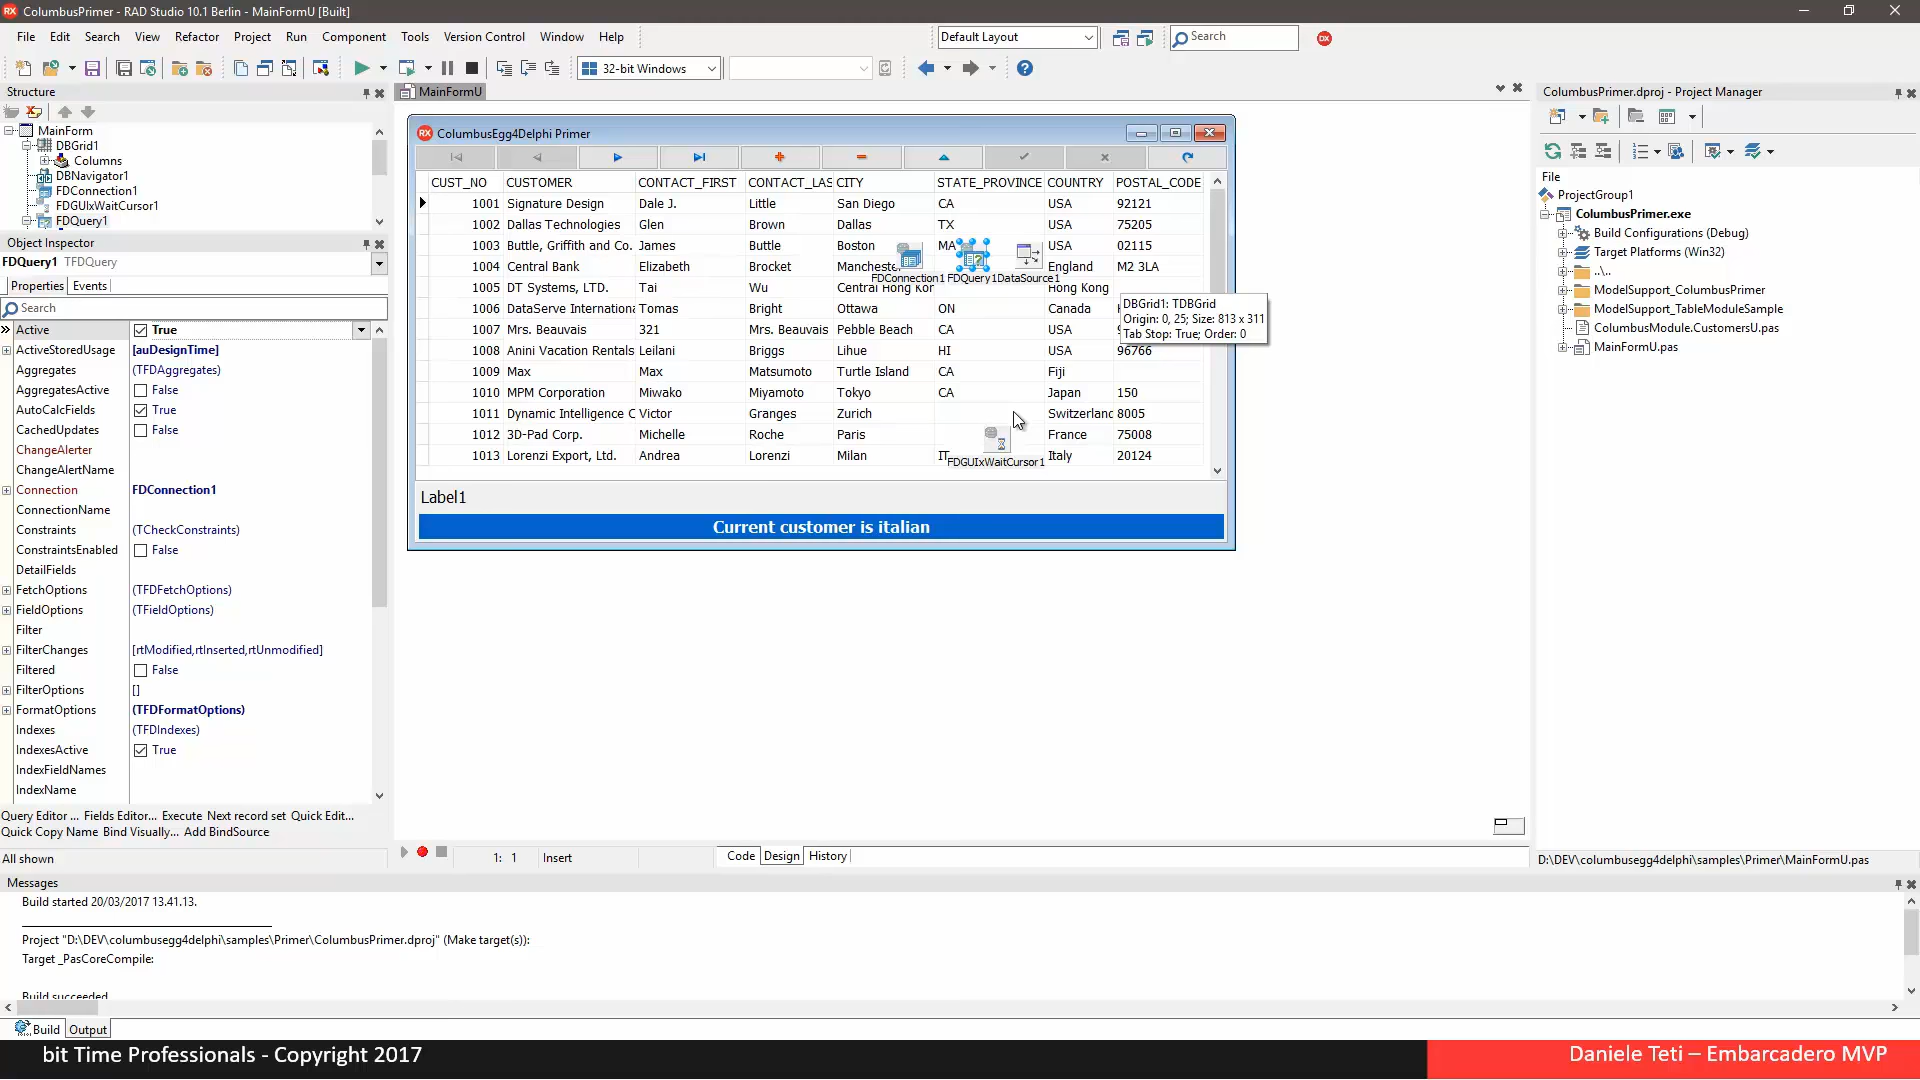 ColumbusPrimer - RAD Studio 10.1 Berlin - MainFormU [Built]
File Edit Search View Refactor Project Run Component Tools Version Control Window Help
Default Layout
Search
32-bit Windows
Structure
MainForm
DBGrid1
Columns
DBNavigator1
FDConnection1
FDGUIxWaitCursor1
FDQuery1
Object Inspector
FDQuery1 TFDQuery
Properties Events
Search
Active True
ActiveStoredUsage [auDesignTime]
Aggregates (TFDAggregates)
AggregatesActive False
AutoCalcFields True
CachedUpdates False
ChangeAlerter
ChangeAlertName
Connection FDConnection1
ConnectionName
Constraints (TCheckConstraints)
ConstraintsEnabled False
DetailFields
FetchOptions (TFDFetchOptions)
FieldOptions (TFieldOptions)
Filter
FilterChanges [rtModified,rtInserted,rtUnmodified]
Filtered False
FilterOptions []
FormatOptions (TFDFormatOptions)
Indexes (TFDIndexes)
IndexesActive True
IndexFieldNames
IndexName
Query Editor ... Fields Editor... Execute Next record set Quick Edit...
Quick Copy Name Bind Visually... Add BindSource
All shown
MainFormU
ColumbusEgg4Delphi Primer
CUST_NO CUSTOMER CONTACT_FIRST CONTACT_LAS CITY STATE_PROVINCE COUNTRY POSTAL_CODE
1001 Signature Design Dale J. Little San Diego CA USA 92121
1002 Dallas Technologies Glen Brown Dallas TX USA 75205
1003 Buttle, Griffith and Co. James Buttle Boston MA USA 02115
1004 Central Bank Elizabeth Brocket Manchester England M2 3LA
FDConnection1 FDQuery1 DataSource1
1005 DT Systems, LTD. Tai Wu Central Hong Kon Hong Kong
1006 DataServe Internationa Tomas Bright Ottawa ON Canada
1007 Mrs. Beauvais 321 Mrs. Beauvais Pebble Beach CA USA
1008 Anini Vacation Rentals Leilani Briggs Lihue HI USA 96766
1009 Max Max Matsumoto Turtle Island CA Fiji
1010 MPM Corporation Miwako Miyamoto Tokyo CA Japan 150
1011 Dynamic Intelligence C Victor Granges Zurich Switzerland 8005
1012 3D-Pad Corp. Michelle Roche Paris France 75008
1013 Lorenzi Export, Ltd. Andrea Lorenzi Milan IT Italy 20124
FDGUIxWaitCursor1
DBGrid1: TDBGrid
Origin: 0, 25; Size: 813 x 311
Tab Stop: True; Order: 0
Label1
Current customer is italian
1: 1 Insert
Code Design History
ColumbusPrimer.dproj - Project Manager
File
ProjectGroup1
ColumbusPrimer.exe
Build Configurations (Debug)
Target Platforms (Win32)
..\..
ModelSupport_ColumbusPrimer
ModelSupport_TableModuleSample
ColumbusModule.CustomersU.pas
MainFormU.pas
D:\DEV\columbusegg4delphi\samples\Primer\MainFormU.pas
Messages
Build started 20/03/2017 13.41.13.
Project "D:\DEV\columbusegg4delphi\samples\Primer\ColumbusPrimer.dproj" (Make target(s)):
Target _PasCoreCompile:
Build succeeded
Build Output
bit Time Professionals - Copyright 2017
Daniele Teti – Embarcadero MVP